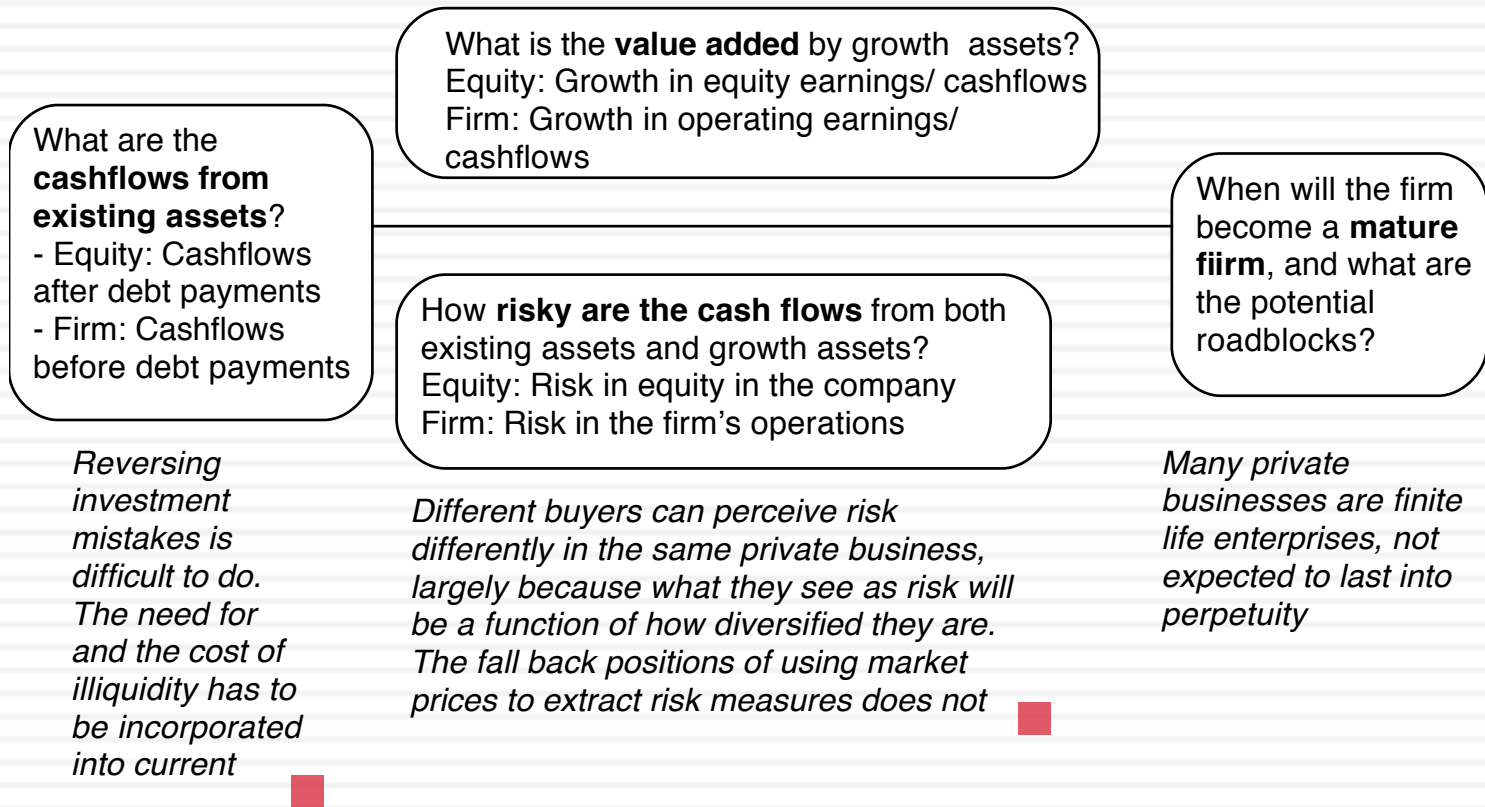 What is the value added by growth assets?
Equity: Growth in equity earnings/ cashflows
Firm: Growth in operating earnings/
cashflows
What are the
cashflows from
existing assets?
- Equity: Cashflows
after debt payments
- Firm: Cashflows
before debt payments
How risky are the cash flows from both
existing assets and growth assets?
Equity: Risk in equity in the company
Firm: Risk in the firm’s operations
When will the firm
become a mature
fiirm, and what are
the potential
roadblocks?
Reversing
investment
mistakes is
difficult to do.
The need for
and the cost of
illiquidity has to
be incorporated
into current
Different buyers can perceive risk
differently in the same private business,
largely because what they see as risk will
be a function of how diversified they are.
The fall back positions of using market
prices to extract risk measures does not
Many private
businesses are finite
life enterprises, not
expected to last into
perpetuity